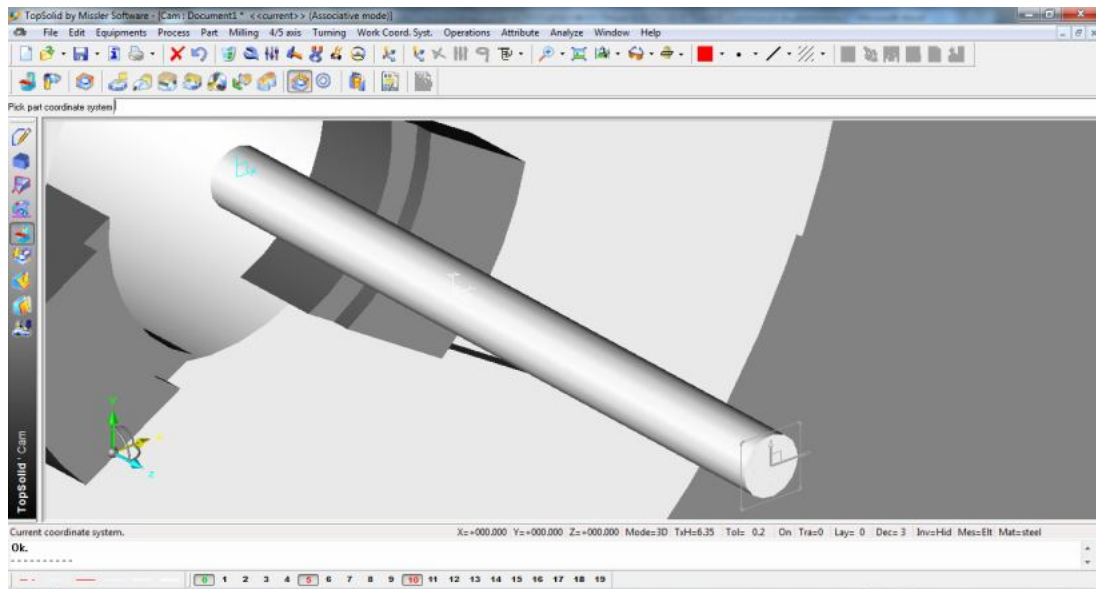 TopSolid by Missler Software - [Cam : Document1 * <<current>> (Associative mode)]
Cb File Edit Equipments Process Part Milling 4/5 axis Turning Work Coord. Syst. Operations Attribute Analyze Window Help
Pick part coordinate system
x
Y
x
z
TopSolid'Cam
Current coordinate system. X=+000.000 Y=+000.000 Z=+000.000 Mode=3D TxH=6.35 Tol= 0.2 On Tra=0 Lay= 0 Dec= 3 Inv=Hid Mes=Elt Mat=steel
Ok.
0 1 2 3 4 5 6 7 8 9 10 11 12 13 14 15 16 17 18 19